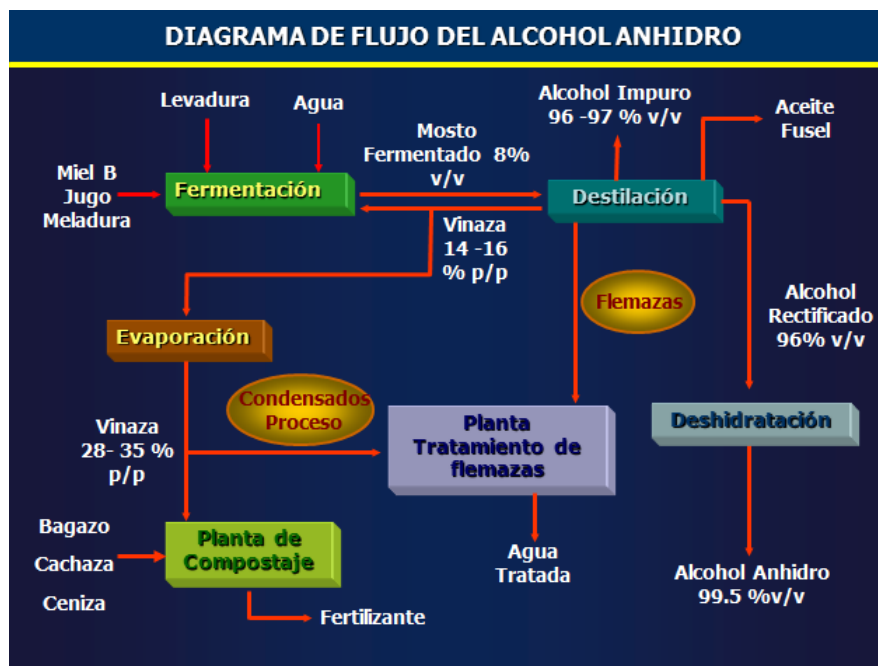 DIAGRAMA DE FLUJO DEL ALCOHOL ANHIDRO
Levadura
Agua
Miel B
Jugo
Meladura
Fermentación
Mosto
Fermentado 8%
v/v
Alcohol Impuro
96 -97 % v/v
Aceite
Fusel
Destilación
Vinaza
14 -16
% p/p
Flemazas
Alcohol
Rectificado
96% v/v
Evaporación
Condensados
Proceso
Vinaza
28- 35 %
p/p
Planta
Tratamiento de
flemazas
Deshidratación
Bagazo
Cachaza
Ceniza
Planta de
Compostaje
Fertilizante
Agua
Tratada
Alcohol Anhidro
99.5 %v/v